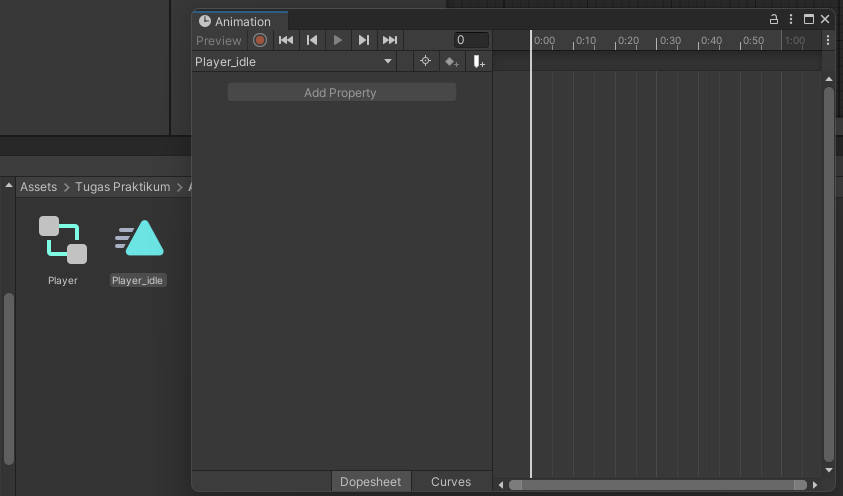 Animation
Preview
0
0:00 0:10 0:20 0:30 0:40 0:50 1:00
Player_idle
Add Property
Assets > Tugas Praktikum >
Player
Player_idle
Dopesheet
Curves